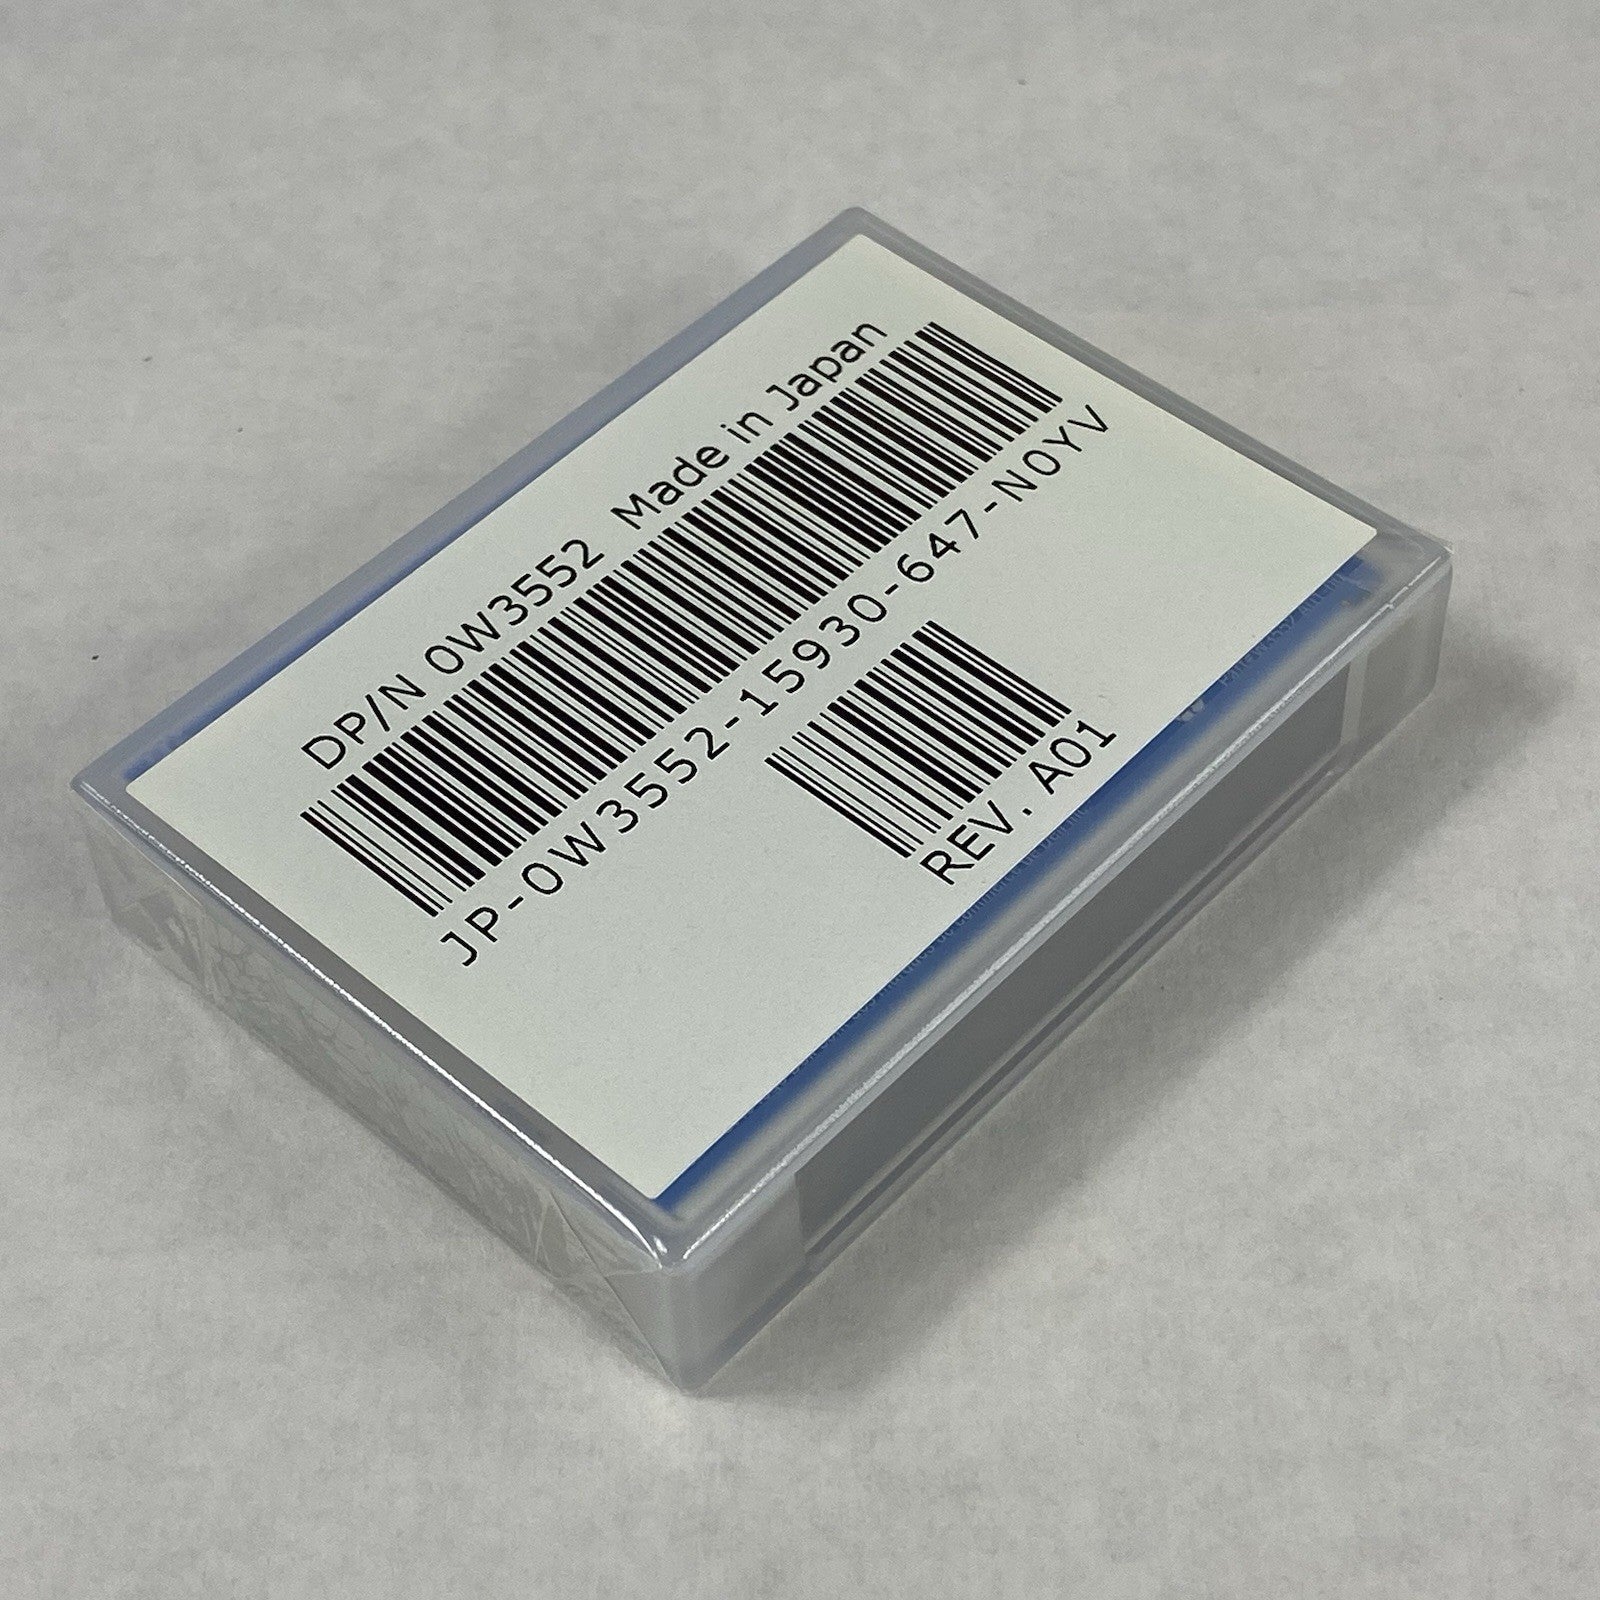 DP/N 0W3552 Made in Japan
JP-0W3552-15930-647-N0YV
REV. A01